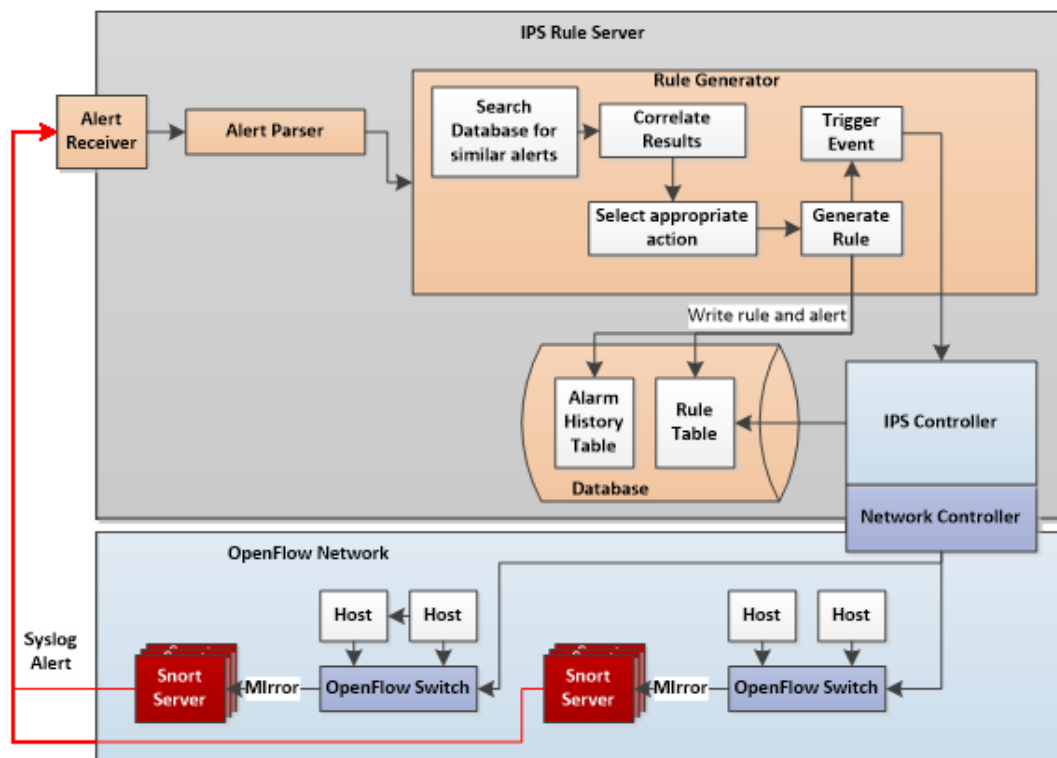 IPS Rule Server
Rule Generator
Alert
Receiver
Alert Parser
Search
Database for
similar alerts
Correlate
Results
Trigger
Event
Select appropriate
action
Generate
Rule
Write rule and alert
Alarm
History
Table
Rule
Table
Database
IPS Controller
Network Controller
OpenFlow Network
Syslog
Alert
Host
Host
Host
Host
Snort
Server
MIrror
OpenFlow Switch
Snort
Server
MIrror
OpenFlow Switch